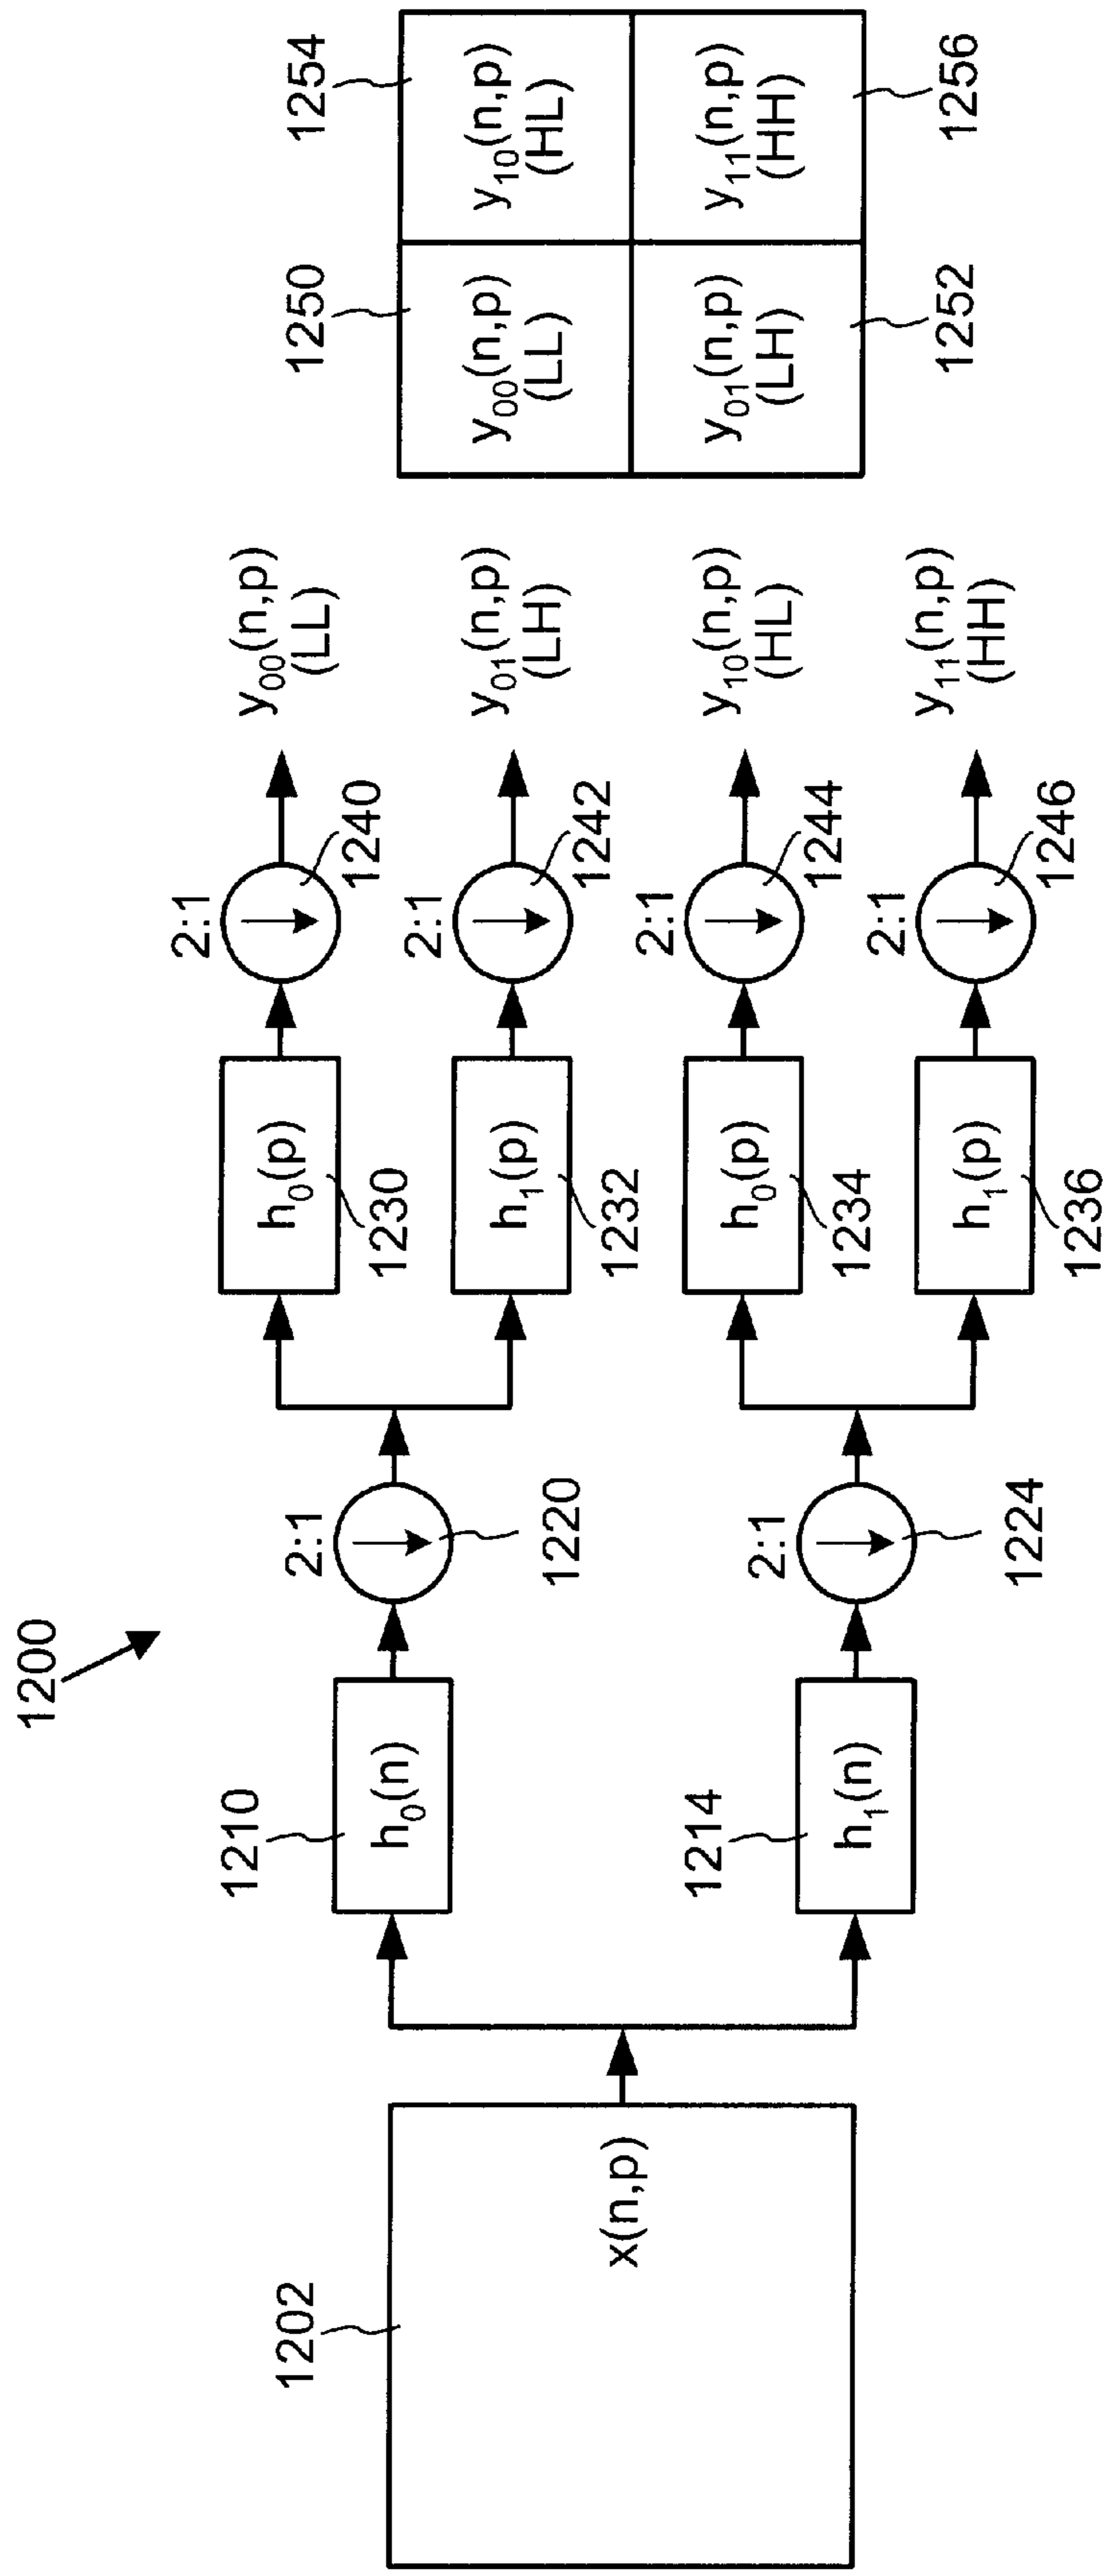 1200
1202
x(n,p)
1210
h0(n)
1214
h1(n)
2:1
1220
2:1
1224
h0(p)
1230
h1(p)
1232
h0(p)
1234
h1(p)
1236
2:1
1240
2:1
1242
2:1
1244
2:1
1246
y00(n,p)
(LL)
y01(n,p)
(LH)
y10(n,p)
(HL)
y11(n,p)
(HH)
1250
1254
y00(n,p)
(LL)
y10(n,p)
(HL)
y01(n,p)
(LH)
y11(n,p)
(HH)
1252
1256